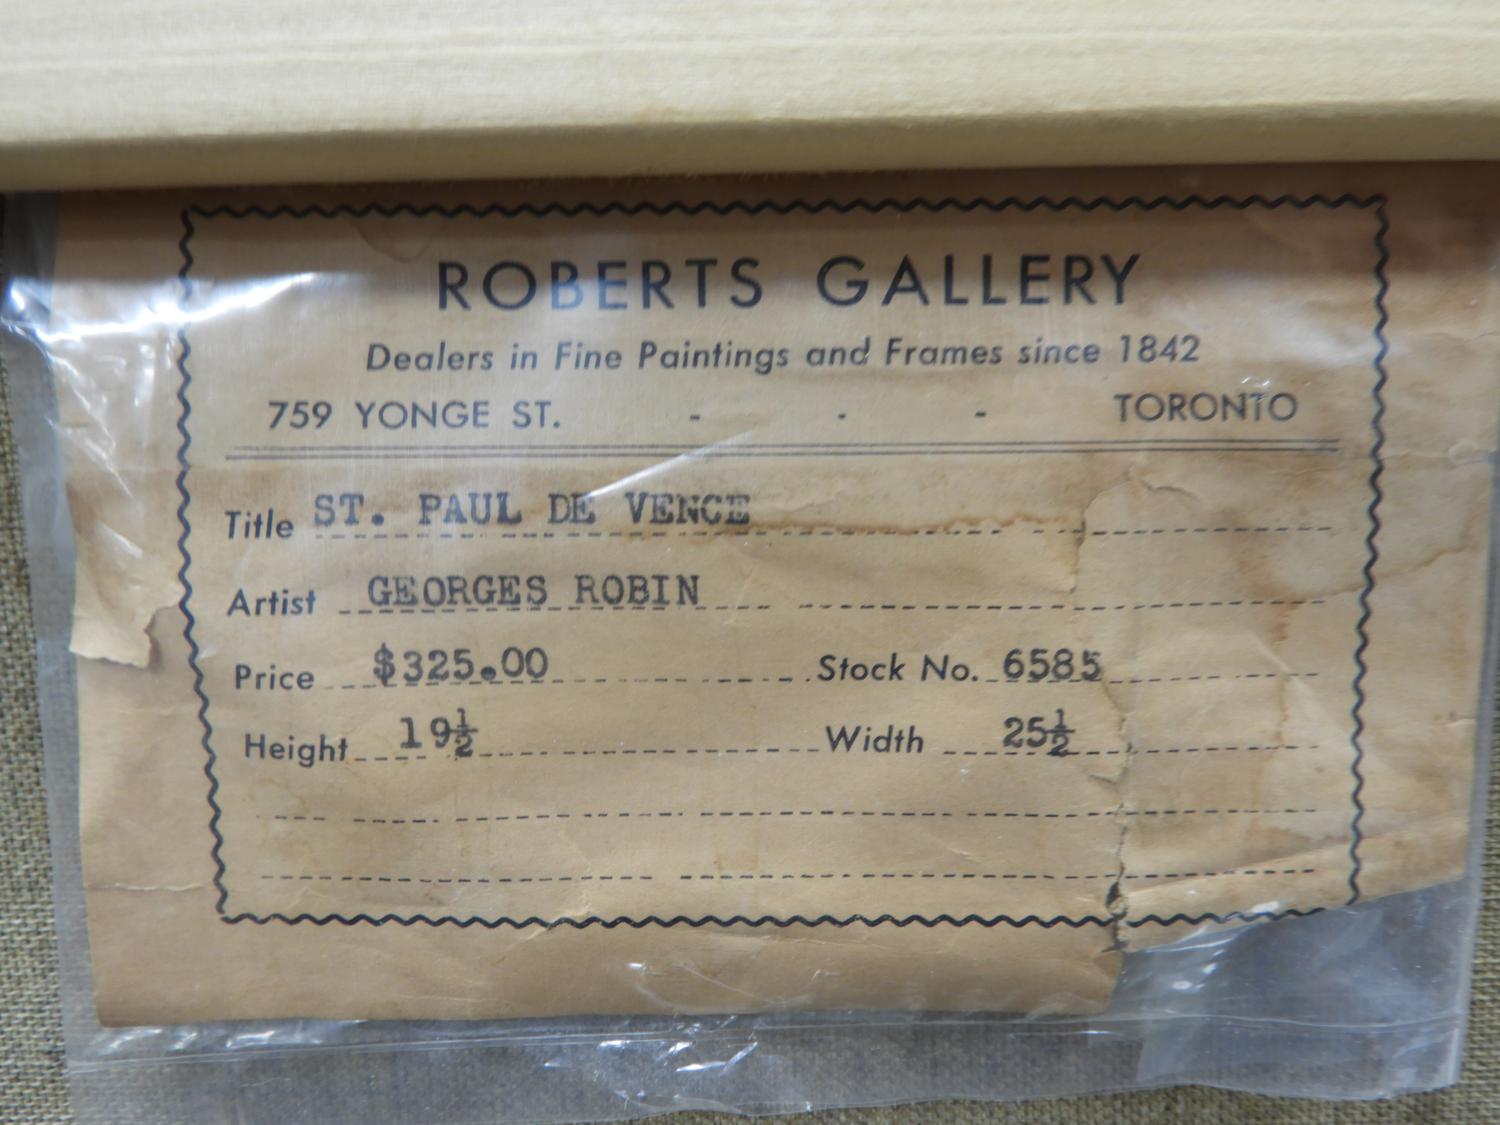 ROBERTS GALLERY
Dealers in Fine Paintings and Frames since 1842
759 YONGE ST. - - - TORONTO
Title ST. PAUL DE VENCE
Artist GEORGES ROBIN
Price $325.00 Stock No. 6585
Height 19½ Width 25½